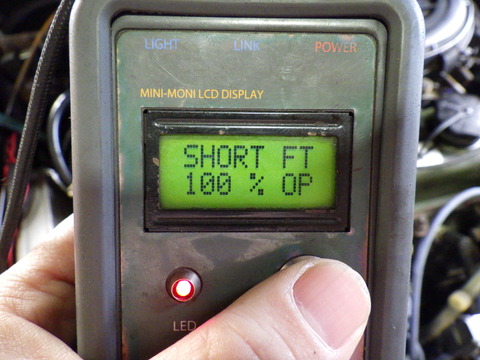 LIGHT LINK POWER
MINI-MONI LCD DISPLAY
SHORT FT
100 % OP
LED